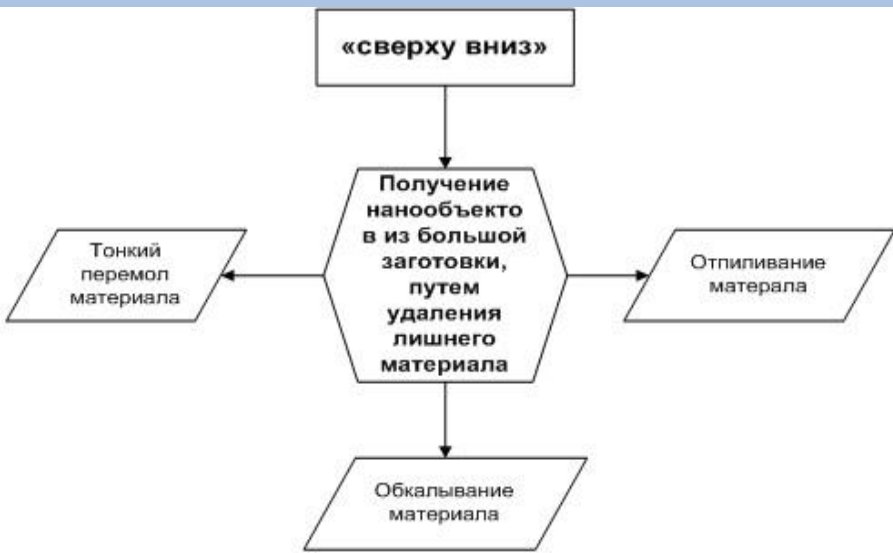 «сверху вниз»
Получение
нанообъекто
в из большой
заготовки,
путем
удаления
лишнего
материала
Тонкий
перемол
материала
Отпиливание
матерала
Обкалывание
материала